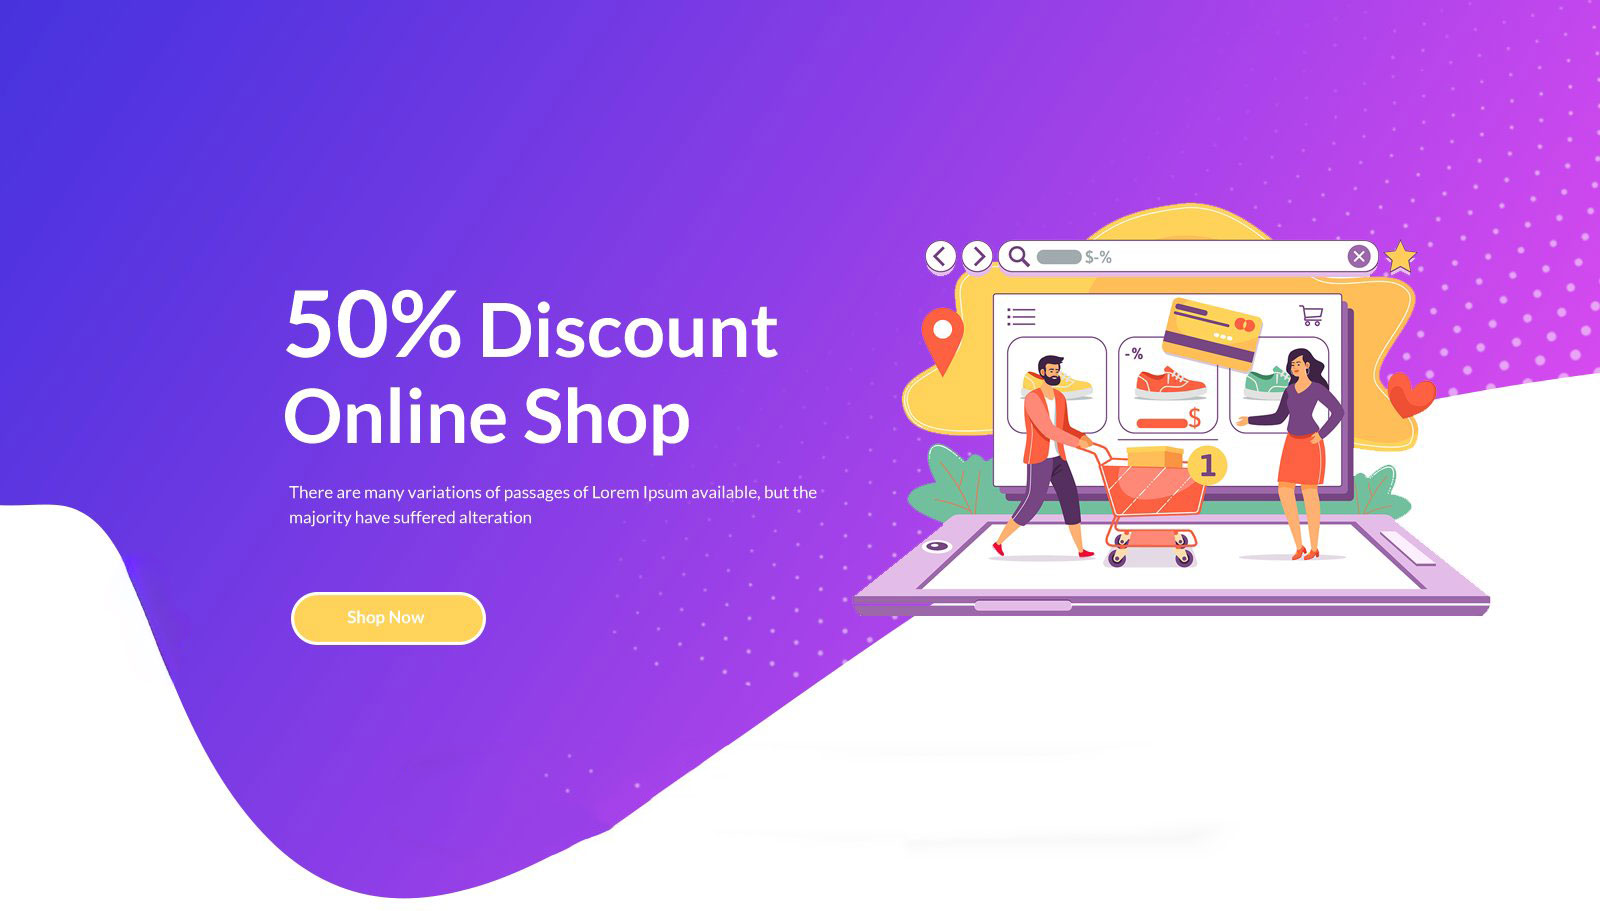 $-%
-%
$
1
50% Discount
Online Shop
There are many variations of passages of Lorem Ipsum available, but the
majority have suffered alteration
Shop Now